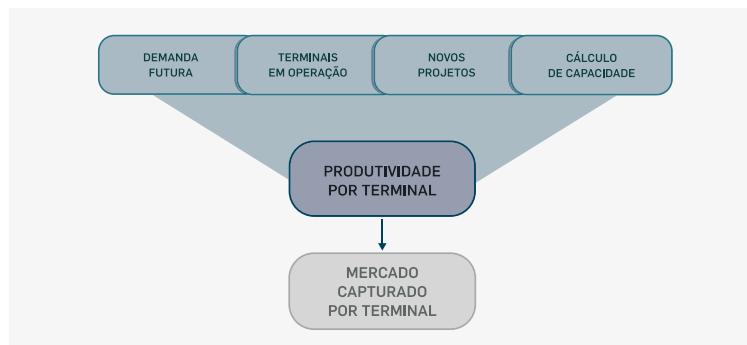 DEMANDA
FUTURA
TERMINAIS
EM OPERAÇÃO
NOVOS
PROJETOS
CÁLCULO
DE CAPACIDADE
PRODUTIVIDADE
POR TERMINAL
MERCADO
CAPTURADO
POR TERMINAL